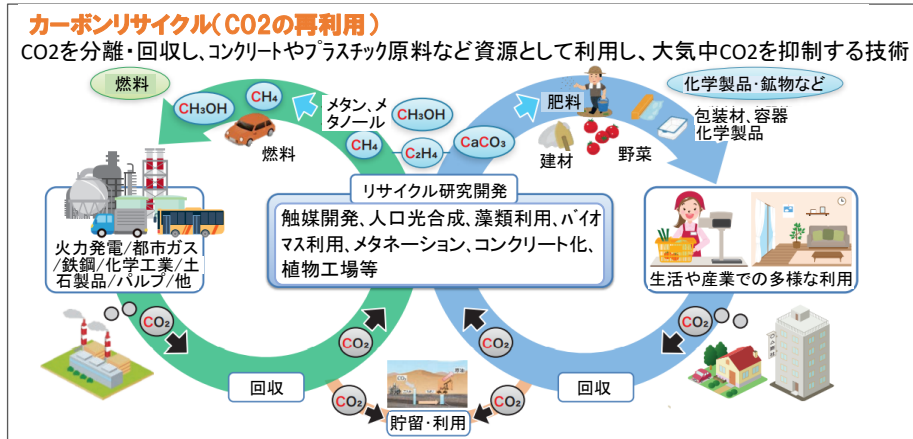 カーボンリサイクル(CO2の再利用)
CO2を分離・回収し、コンクリートやプラスチック原料など資源として利用し、大気中CO2を抑制する技術
燃料
CH₃OH
CH₄
燃料
メタン、メ
タノール
CH₃OH
CH₄
C₂H₄
CaCO₃
肥料
建材
野菜
化学製品・鉱物など
包装材、容器
化学製品
火力発電/都市ガス
/鉄鋼/化学工業/土
石製品/パルプ/他
リサイクル研究開発
触媒開発、人口光合成、藻類利用、バイオ
マス利用、メタネーション、コンクリート化、
植物工場等
生活や産業での多様な利用
CO₂
CO₂
CO₂
CO₂
回収
回収
CO₂
CO₂
貯留・利用